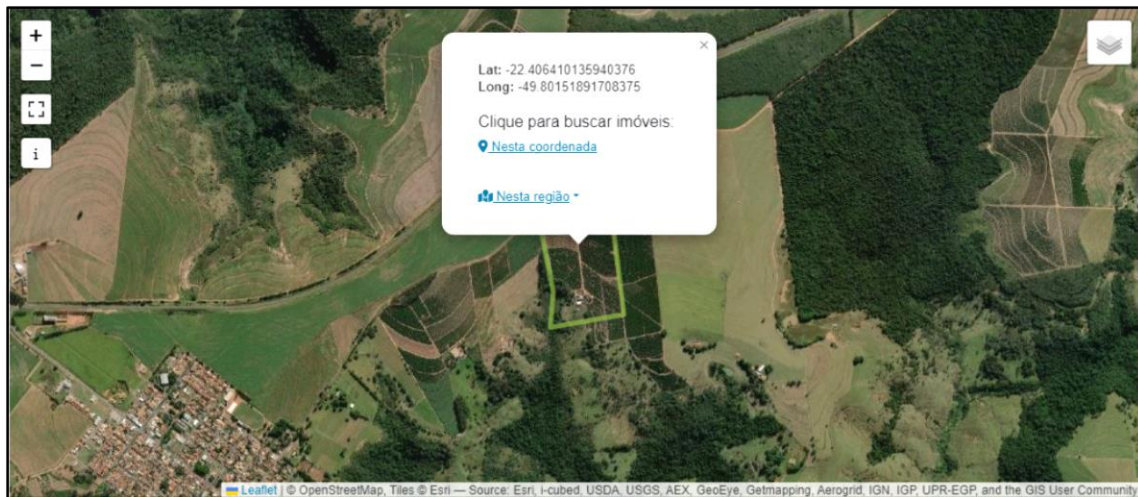 +
−
i
×
Lat: -22.406410135940376
Long: -49.80151891708375
Clique para buscar imóveis:
Nesta coordenada
Nesta região
Leaflet | © OpenStreetMap, Tiles © Esri — Source: Esri, i-cubed, USDA, USGS, AEX, GeoEye, Getmapping, Aerogrid, IGN, IGP, UPR-EGP, and the GIS User Community